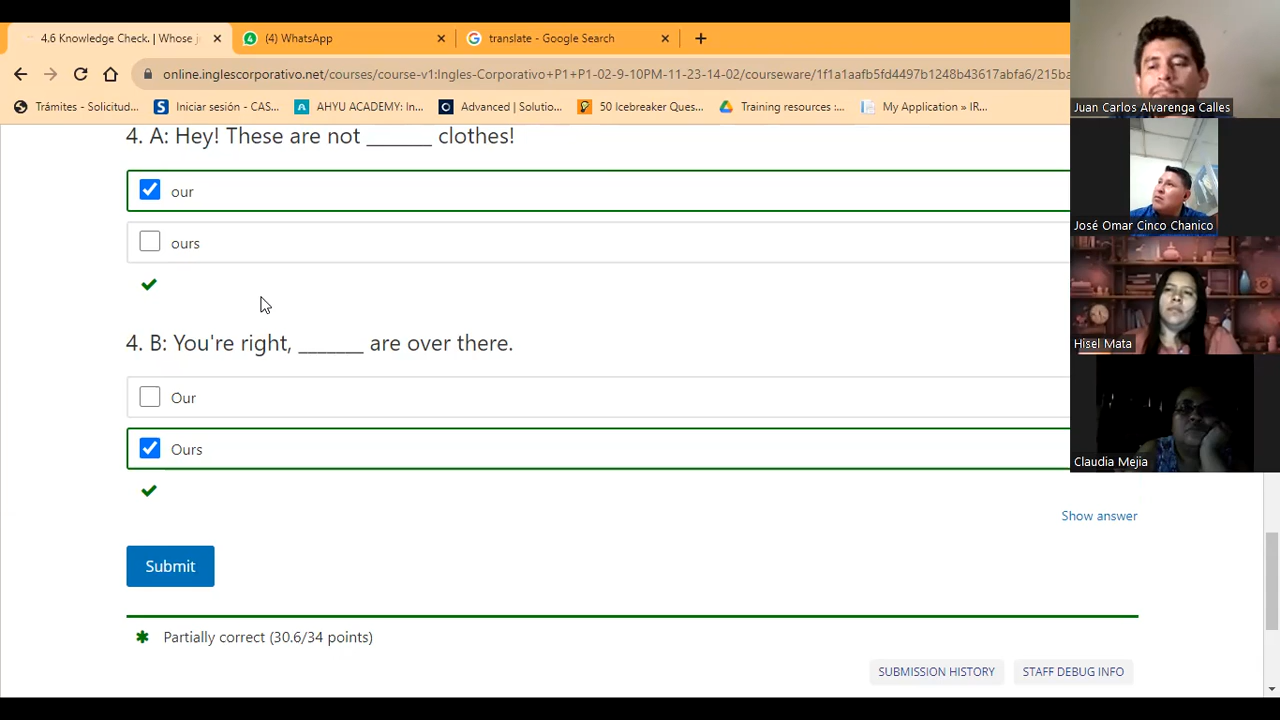 4.6 Knowledge Check. | Whose j
(4) WhatsApp
translate - Google Search
online.inglescorporativo.net/courses/course-v1:Ingles-Corporativo+P1+P1-02-9-10PM-11-23-14-02/courseware/1f1a1aafb5fd4497b1248b43617abfa6/215ba
Trámites - Solicitud...
Iniciar sesión - CAS...
AHYU ACADEMY: In...
Advanced | Solutio...
50 Icebreaker Ques...
Training resources :...
My Application » IR...
4. A: Hey! These are not _______ clothes!
our
ours
4. B: You're right, _______ are over there.
Our
Ours
Show answer
Submit
Partially correct (30.6/34 points)
SUBMISSION HISTORY
STAFF DEBUG INFO
Juan Carlos Alvarenga Calles
José Omar Cinco Chanico
Hisel Mata
Claudia Mejia